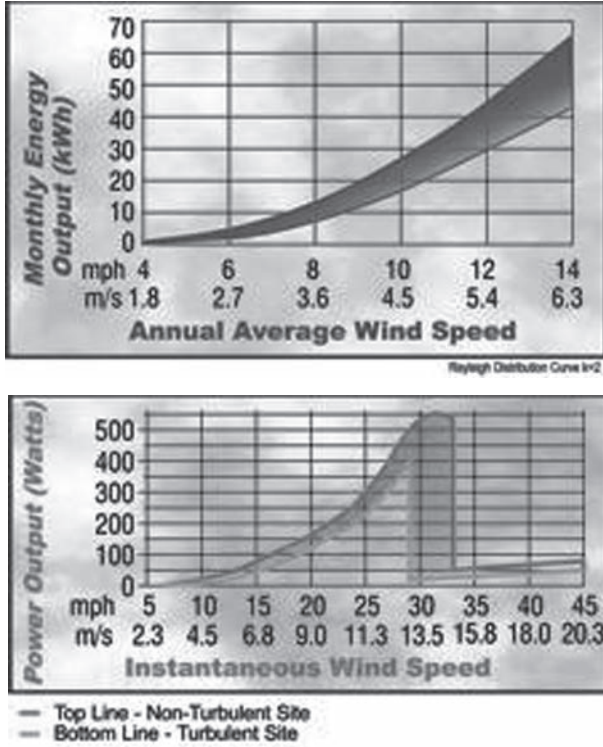 Monthly Energy
Output (kWh)
70
60
50
40
30
20
10
0
mph 4 6 8 10 12 14
m/s 1.8 2.7 3.6 4.5 5.4 6.3
Annual Average Wind Speed
Rayleigh Distribution Curve k=2
Power Output (Watts)
500
400
300
200
100
0
mph 5 10 15 20 25 30 35 40 45
m/s 2.3 4.5 6.8 9.0 11.3 13.5 15.8 18.0 20.3
Instantaneous Wind Speed
Top Line - Non-Turbulent Site
Bottom Line - Turbulent Site